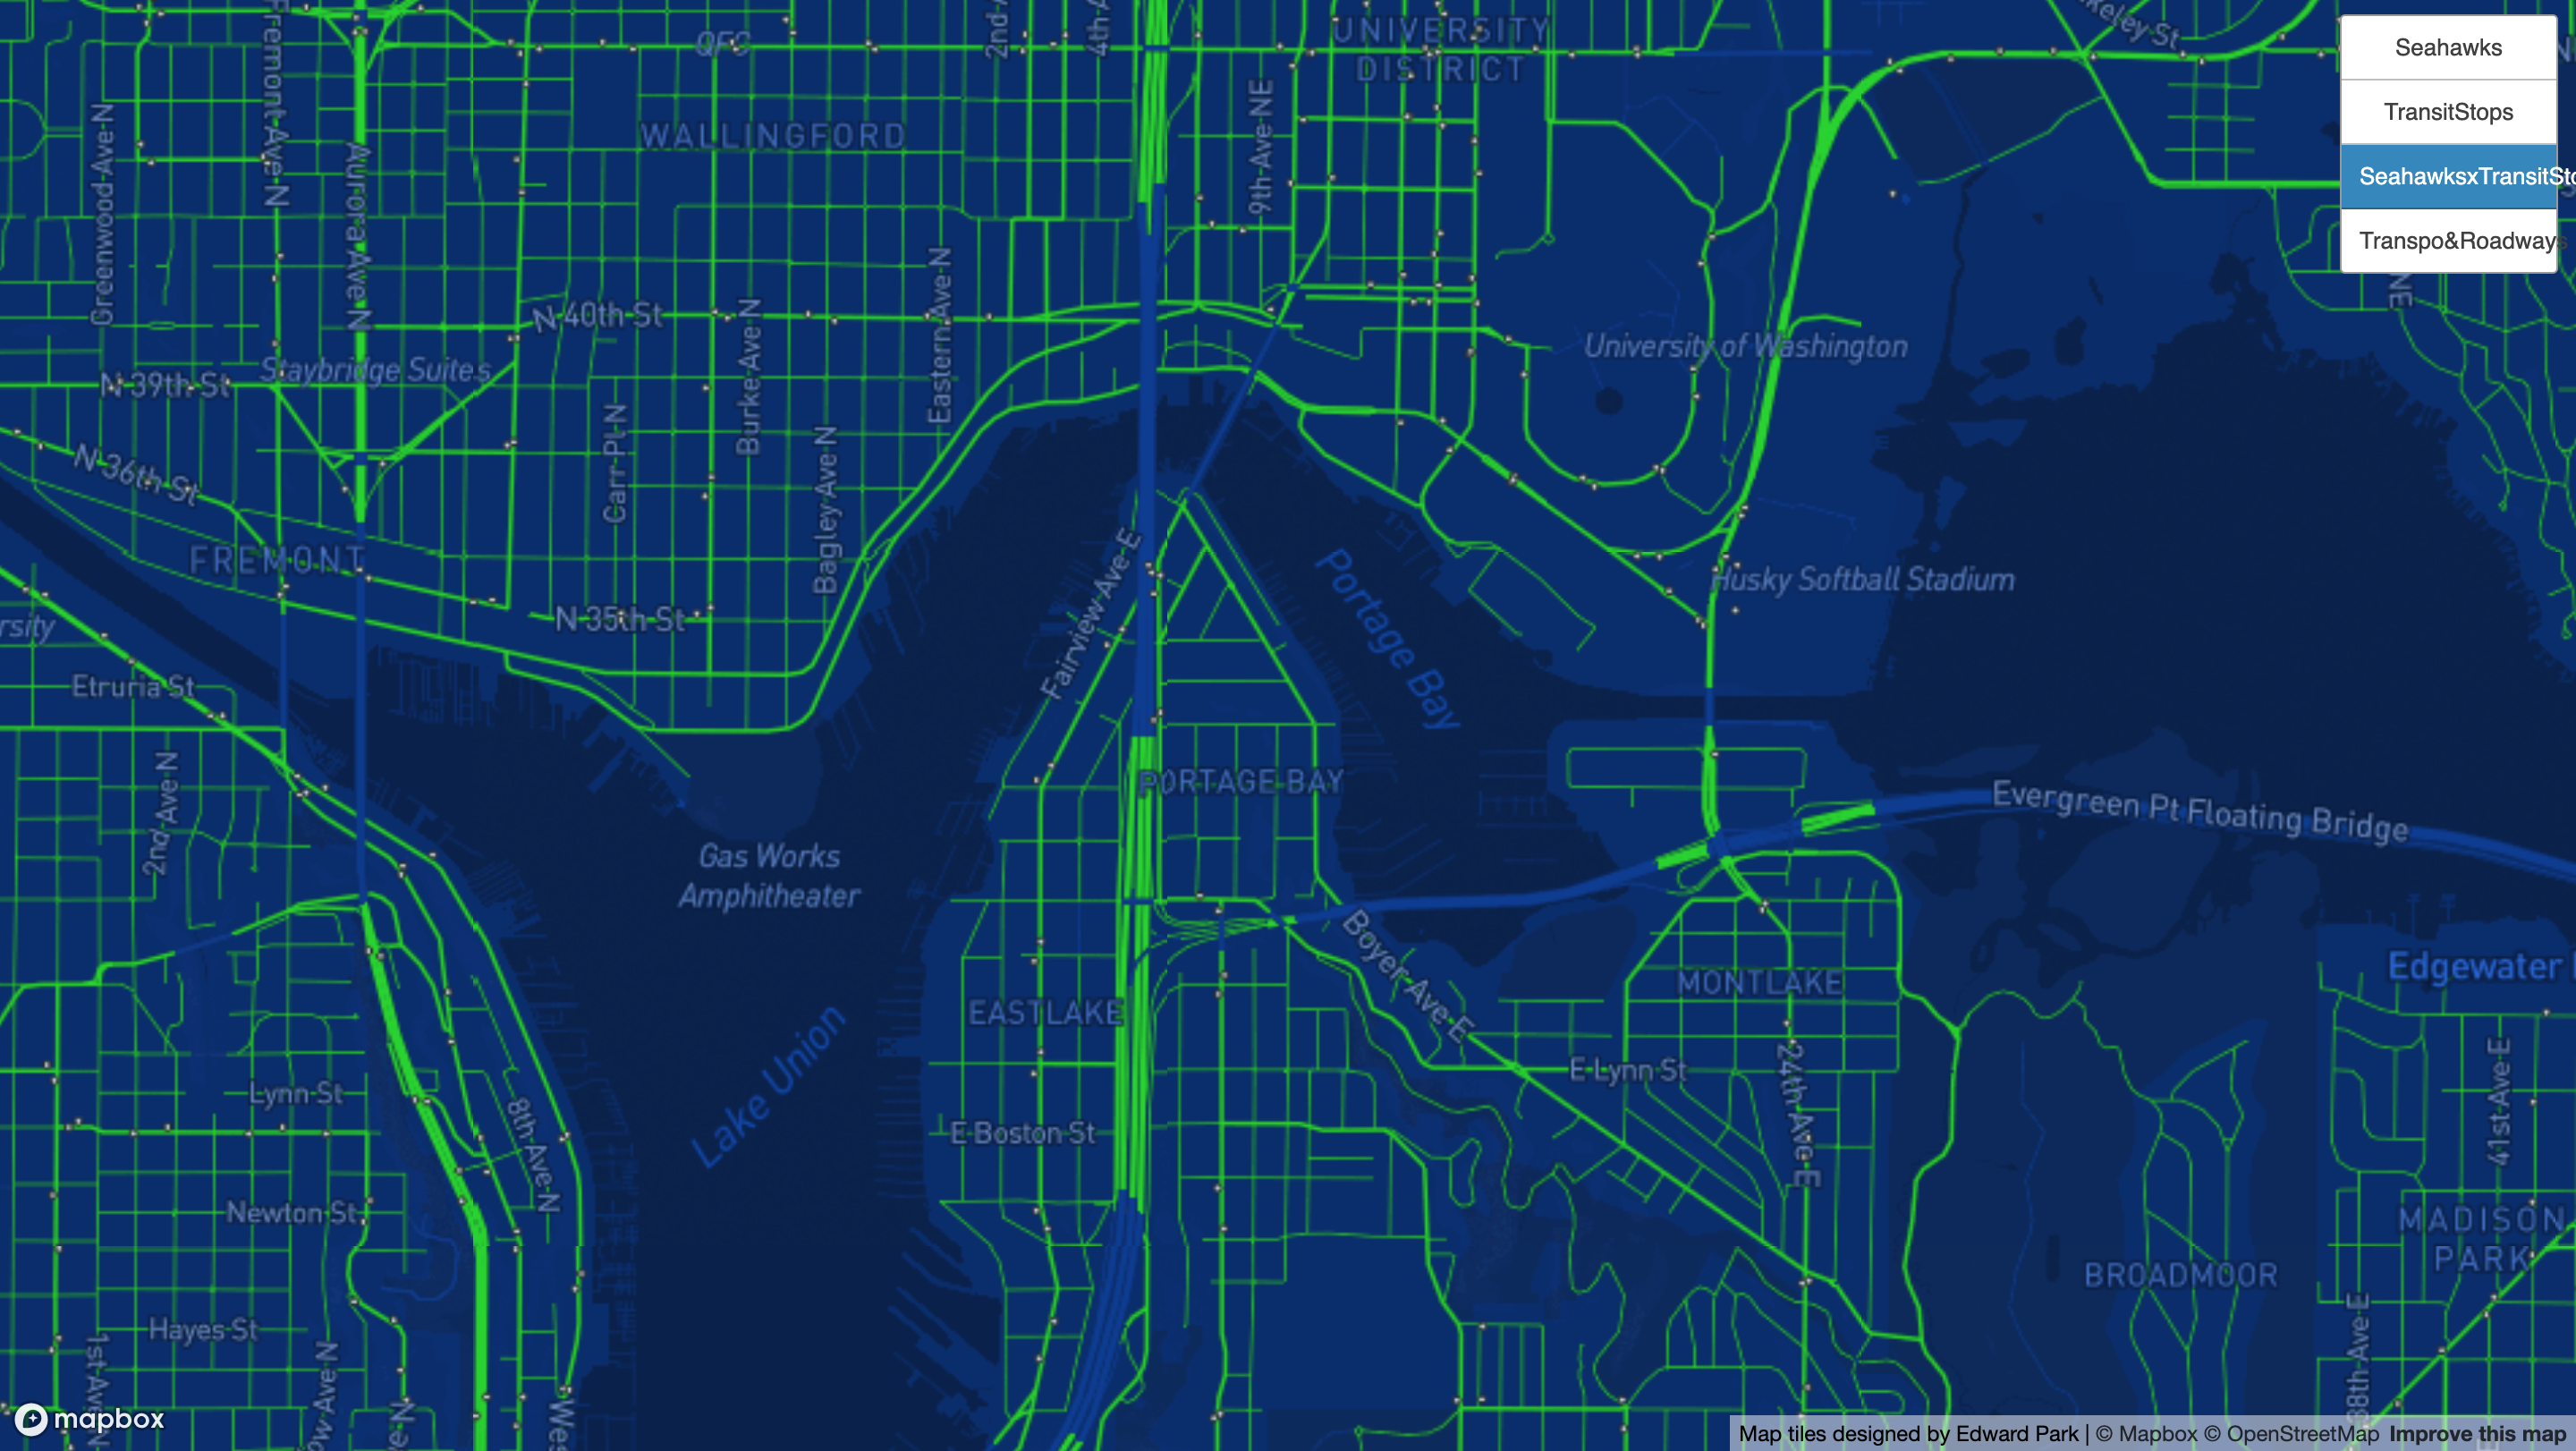 Fremont Ave N
QFC
2nd
4th
UNIVERSITY
DISTRICT
keley St
Seahawks
TransitStops
SeahawksxTransitSto
Transpo&Roadways
Greenwood Ave N
Aurora Ave N
WALLINGFORD
9th Ave NE
NE
N 40th St
Eastern Ave N
University of Washington
Staybridge Suites
N 39th St
Burke Ave N
Carr Pl N
Bagley Ave N
N 36th St
FREMONT
Fairview Ave E
Portage Bay
Husky Softball Stadium
rsity
N 35th St
Etruria St
2nd Ave N
PORTAGE BAY
Evergreen Pt Floating Bridge
Gas Works
Amphitheater
Boyer Ave E
Edgewater
MONTLAKE
EASTLAKE
Lake Union
E Lynn St
24th Ave E
41st Ave E
Lynn St
8th Ave N
E Boston St
Newton St
MADISON
PARK
BROADMOOR
Hayes St
1st Ave N
ow Ave N
38th Ave E
Wes
mapbox
Map tiles designed by Edward Park | © Mapbox © OpenStreetMap Improve this map